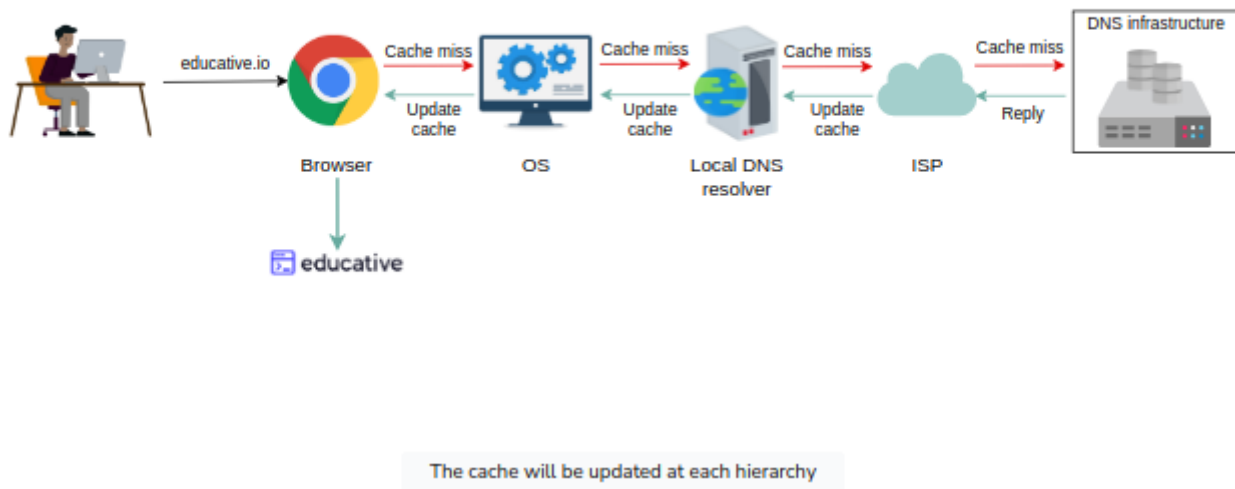 DNS infrastructure
educative.io
Cache miss
Cache miss
Cache miss
Cache miss
Update
cache
Update
cache
Update
cache
Reply
Browser
OS
Local DNS
resolver
ISP
educative
The cache will be updated at each hierarchy